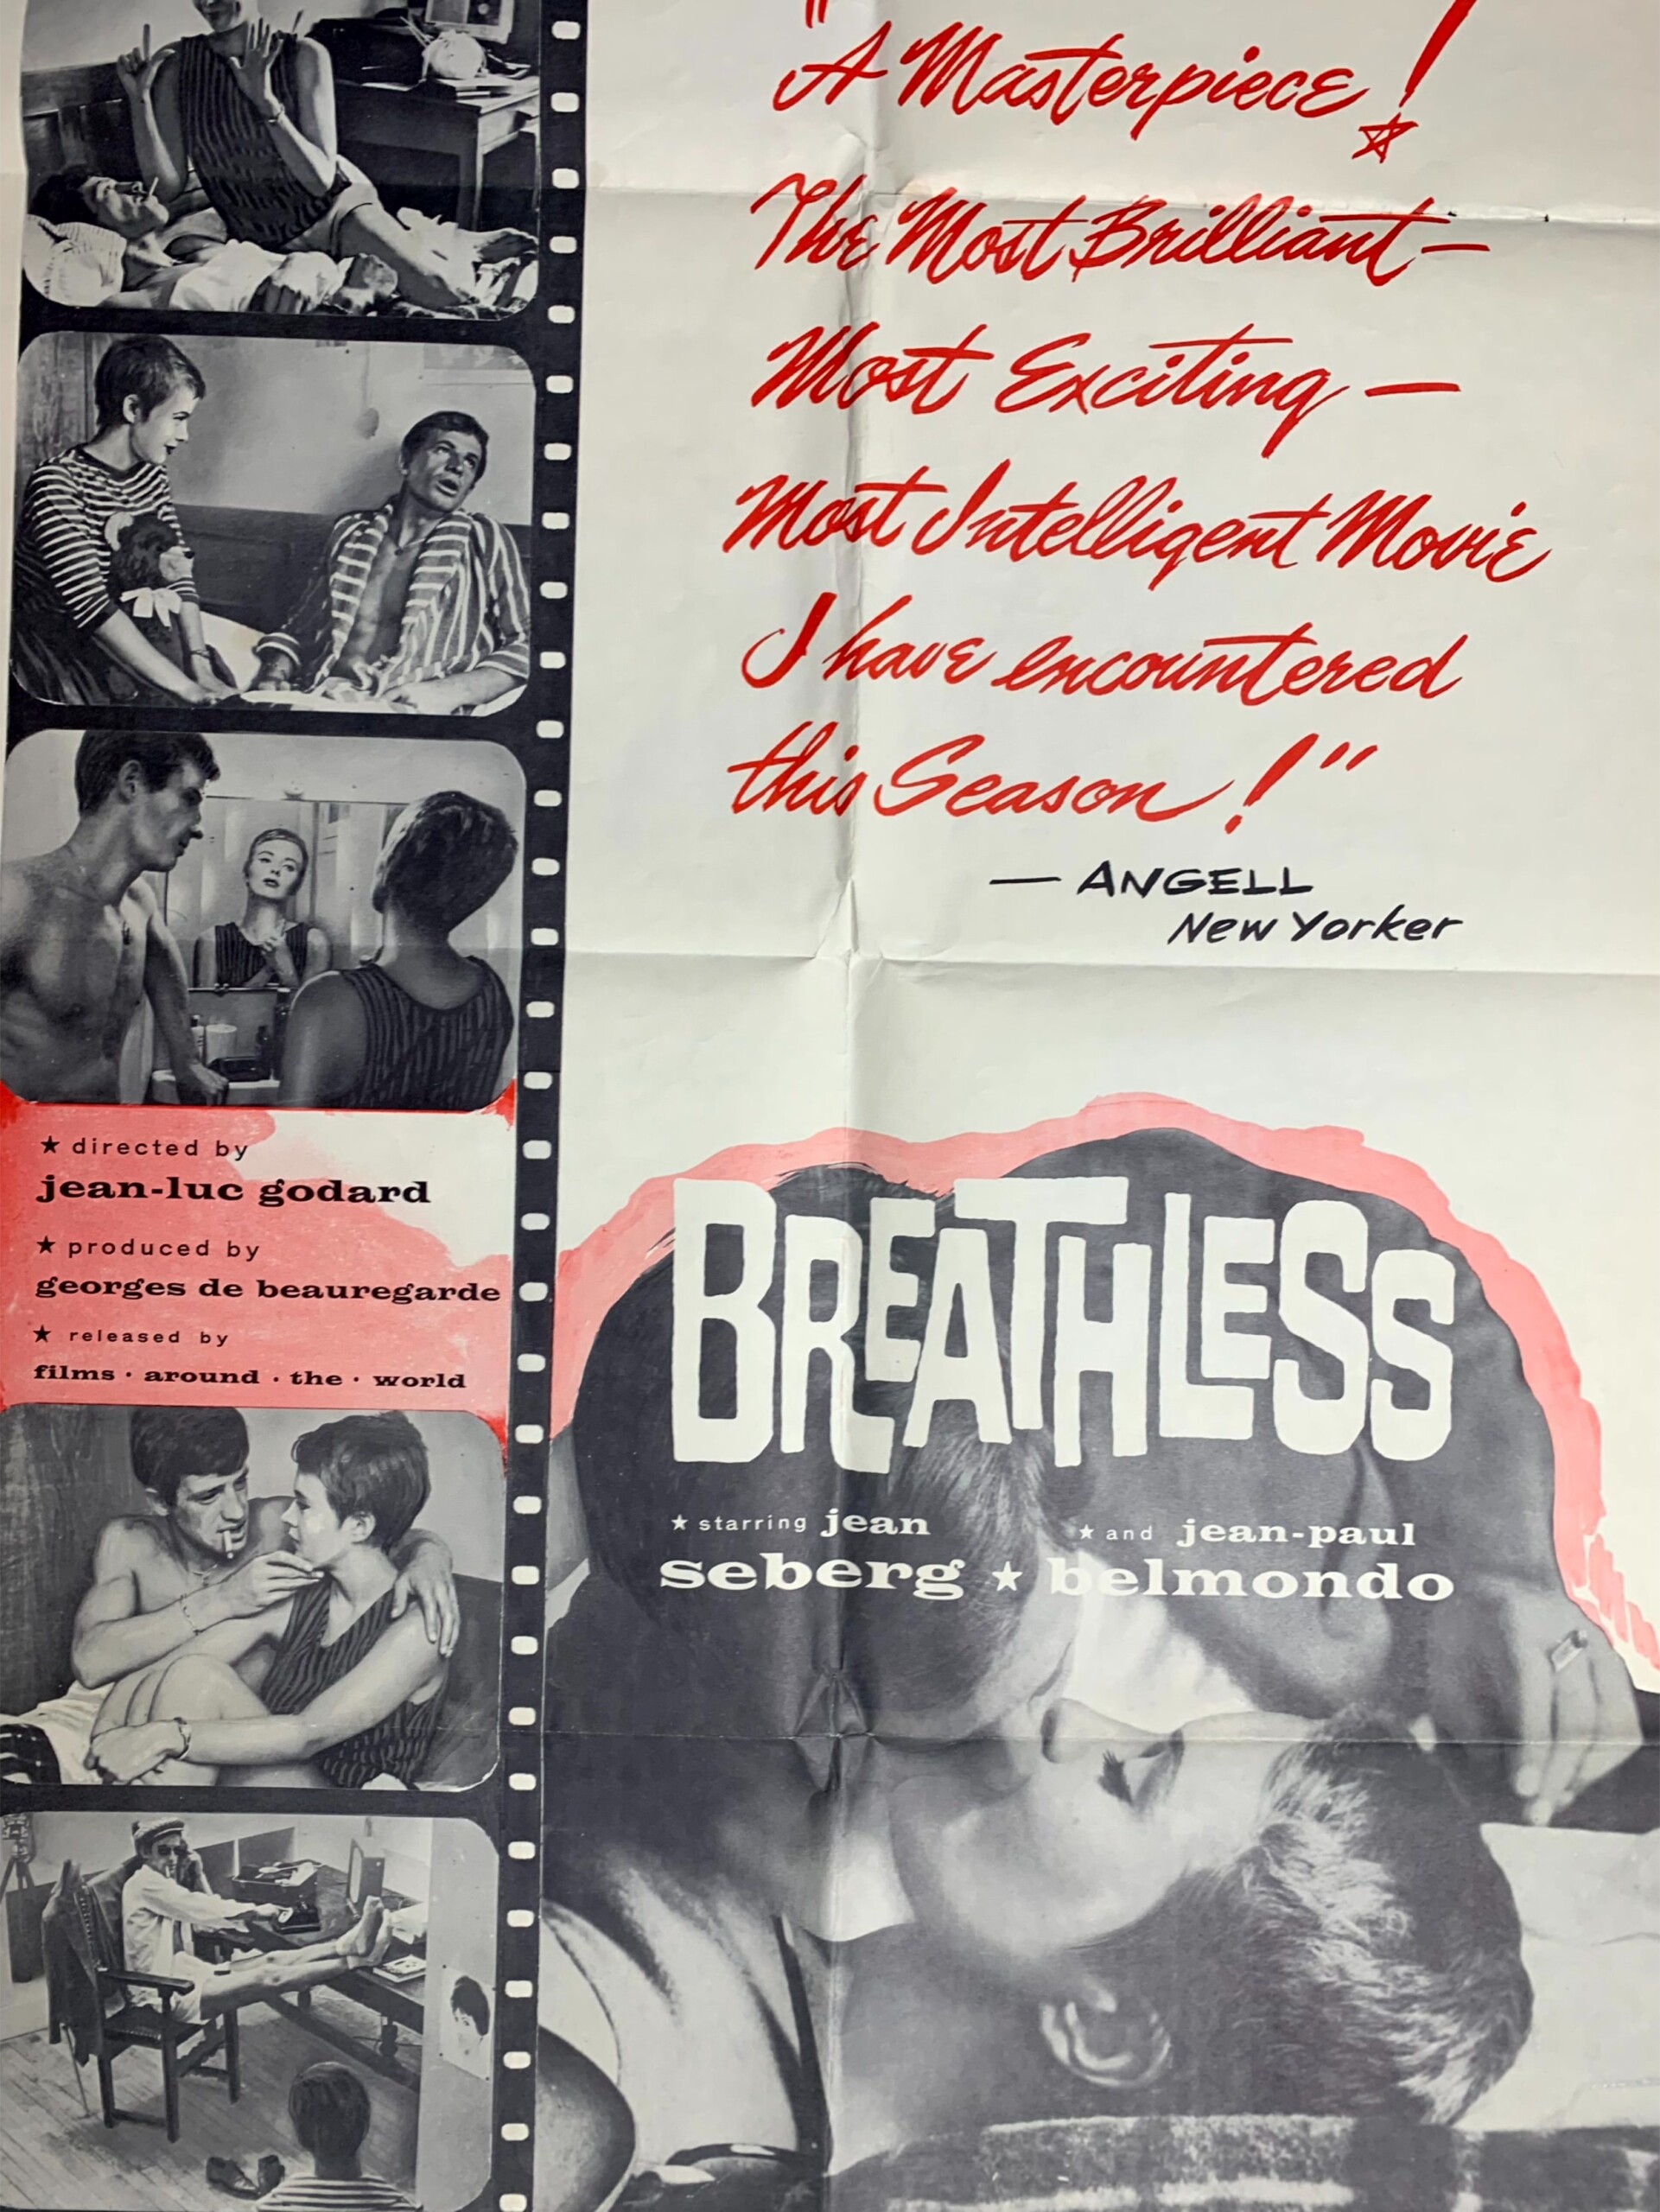 "A Masterpiece!
The Most Brilliant—
Most Exciting—
Most Intelligent Movie
I have encountered
this Season!"
— ANGELL
New Yorker
★ directed by
jean-luc godard
★ produced by
georges de beauregarde
★ released by
films · around · the · world
BREATHLESS
★ starring jean
seberg ★
★ and jean-paul
belmondo